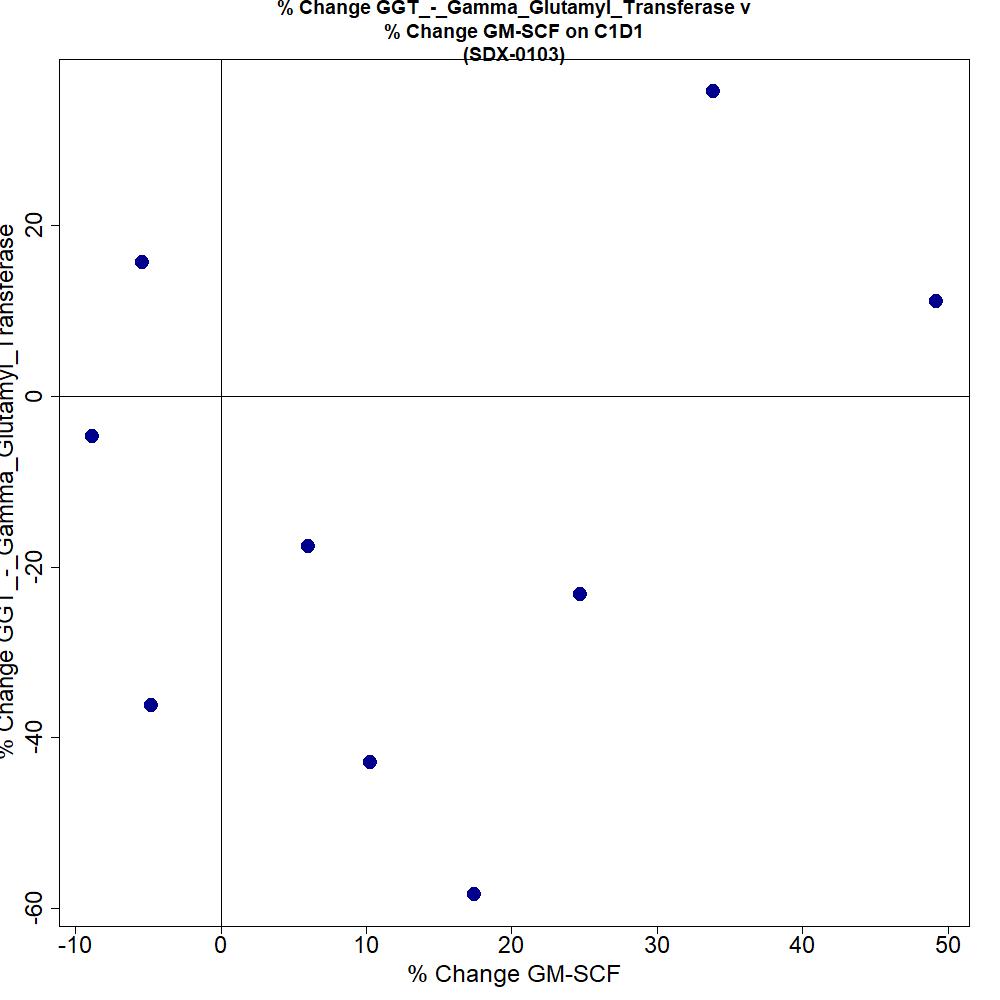 % Change GGT_-_Gamma_Glutamyl_Transferase v
% Change GM-SCF on C1D1
(SDX-0103)
% Change GGT_-_Gamma_Glutamyl_Transferase
20
0
-20
-40
-60
-10 0 10 20 30 40 50
% Change GM-SCF